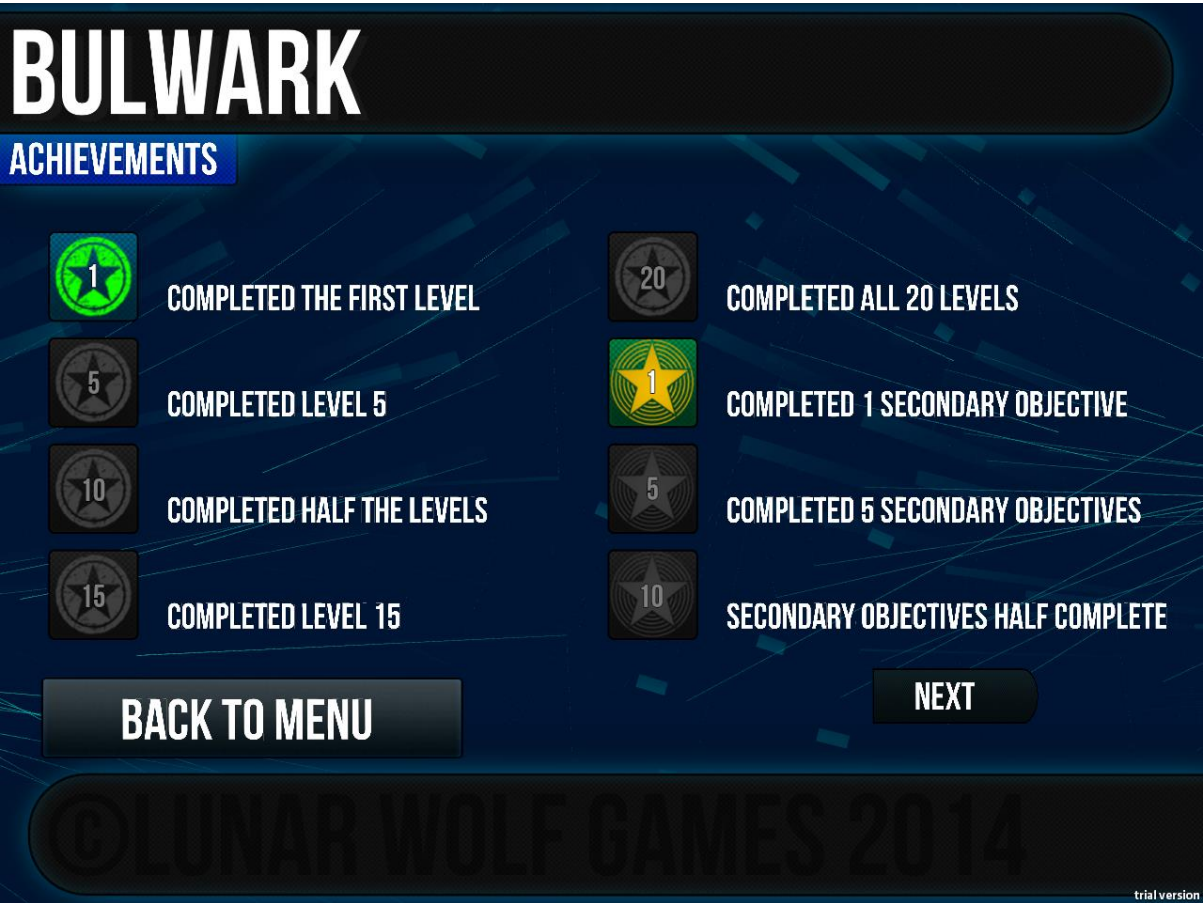 BULWARK
ACHIEVEMENTS
1
COMPLETED THE FIRST LEVEL
5
COMPLETED LEVEL 5
10
COMPLETED HALF THE LEVELS
15
COMPLETED LEVEL 15
20
COMPLETED ALL 20 LEVELS
1
COMPLETED 1 SECONDARY OBJECTIVE
5
COMPLETED 5 SECONDARY OBJECTIVES
10
SECONDARY OBJECTIVES HALF COMPLETE
BACK TO MENU
NEXT
©LUNAR WOLF GAMES 2014
trial version